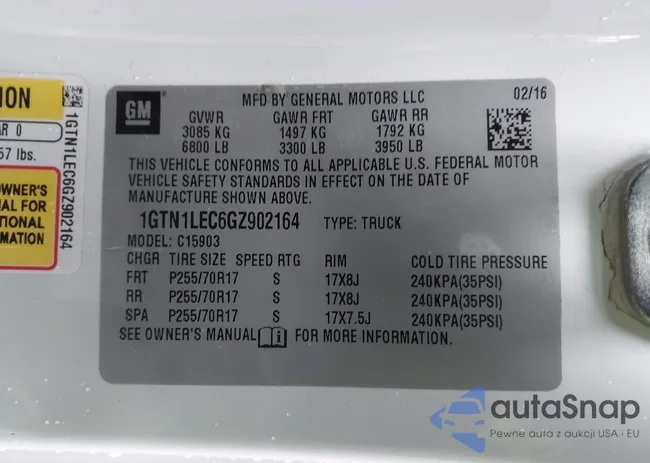 ION
AR 0
57 lbs.
OWNER'S
AL FOR
TIONAL
RMATION
1GTN1LEC6GZ902164
GM
MFD BY GENERAL MOTORS LLC
02/16
GVWR GAWR FRT GAWR RR
3085 KG 1497 KG 1792 KG
6800 LB 3300 LB 3950 LB
THIS VEHICLE CONFORMS TO ALL APPLICABLE U.S. FEDERAL MOTOR
VEHICLE SAFETY STANDARDS IN EFFECT ON THE DATE OF
MANUFACTURE SHOWN ABOVE.
1GTN1LEC6GZ902164 TYPE: TRUCK
MODEL: C15903
CHGR TIRE SIZE SPEED RTG RIM COLD TIRE PRESSURE
FRT P255/70R17 S 17X8J 240KPA(35PSI)
RR P255/70R17 S 17X8J 240KPA(35PSI)
SPA P255/70R17 S 17X7.5J 240KPA(35PSI)
SEE OWNER'S MANUAL FOR MORE INFORMATION.
autaSnap
Pewne auta z aukcji USA i EU